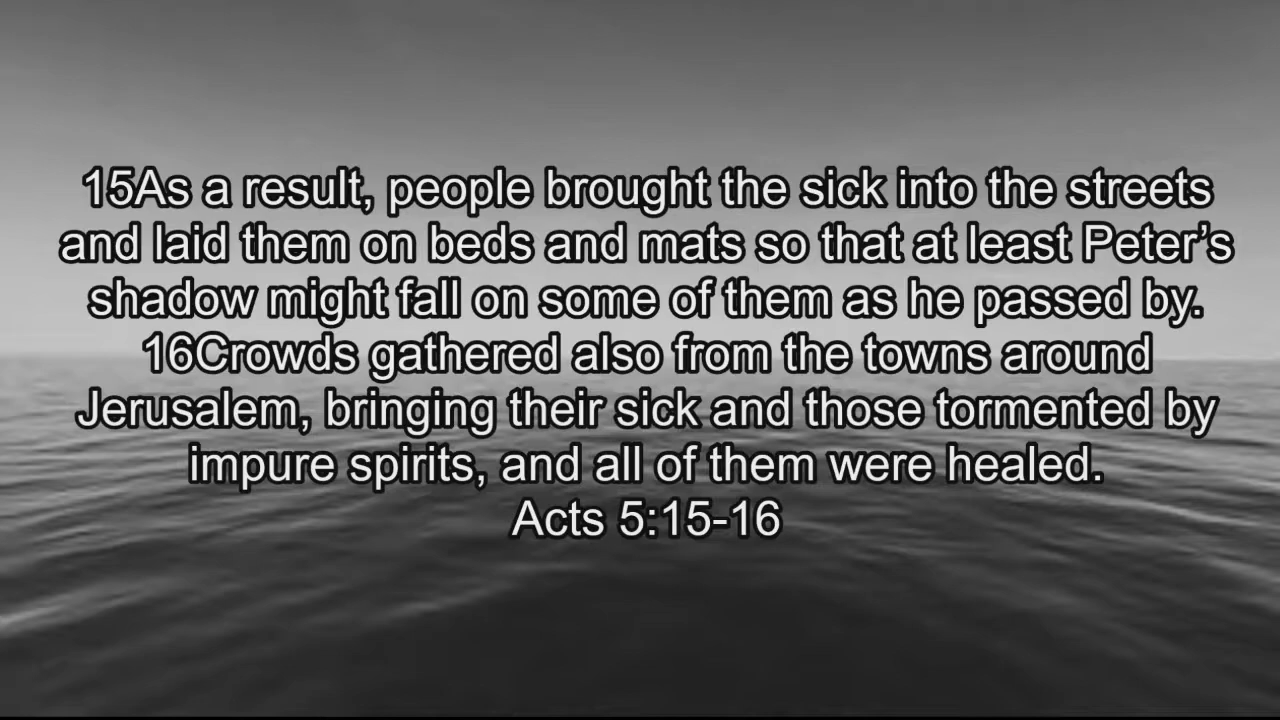 15As a result, people brought the sick into the streets
and laid them on beds and mats so that at least Peter’s
shadow might fall on some of them as he passed by.
16Crowds gathered also from the towns around
Jerusalem, bringing their sick and those tormented by
impure spirits, and all of them were healed.
Acts 5:15-16